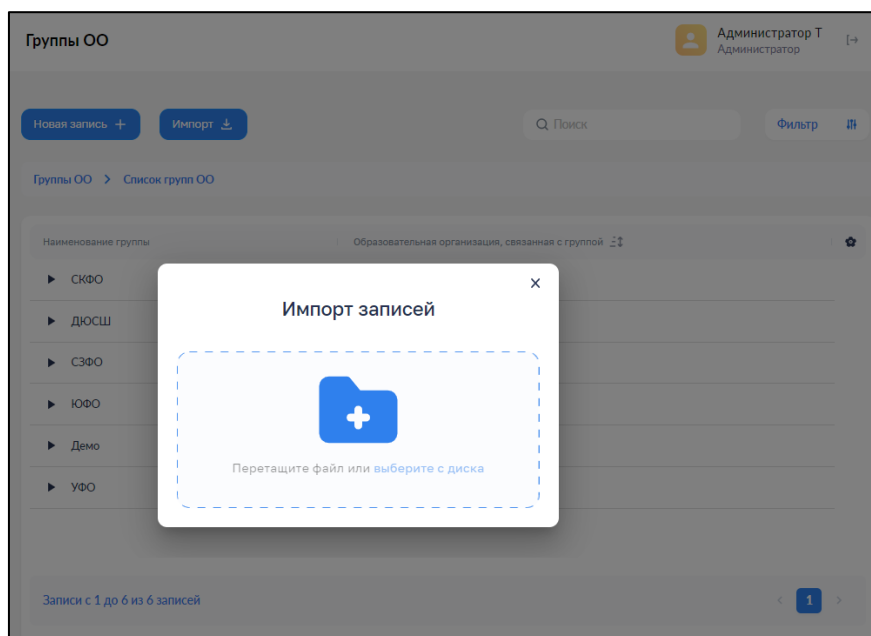 Группы ОО
Администратор Т
Администратор
Новая запись
Импорт
Поиск
Фильтр
Группы ОО > Список групп ОО
Наименование группы
Образовательная организация, связанная с группой
СКФО
ДЮСШ
СЗФО
ЮФО
Демо
УФО
Импорт записей
Перетащите файл или выберите с диска
Записи с 1 до 6 из 6 записей
< 1 >